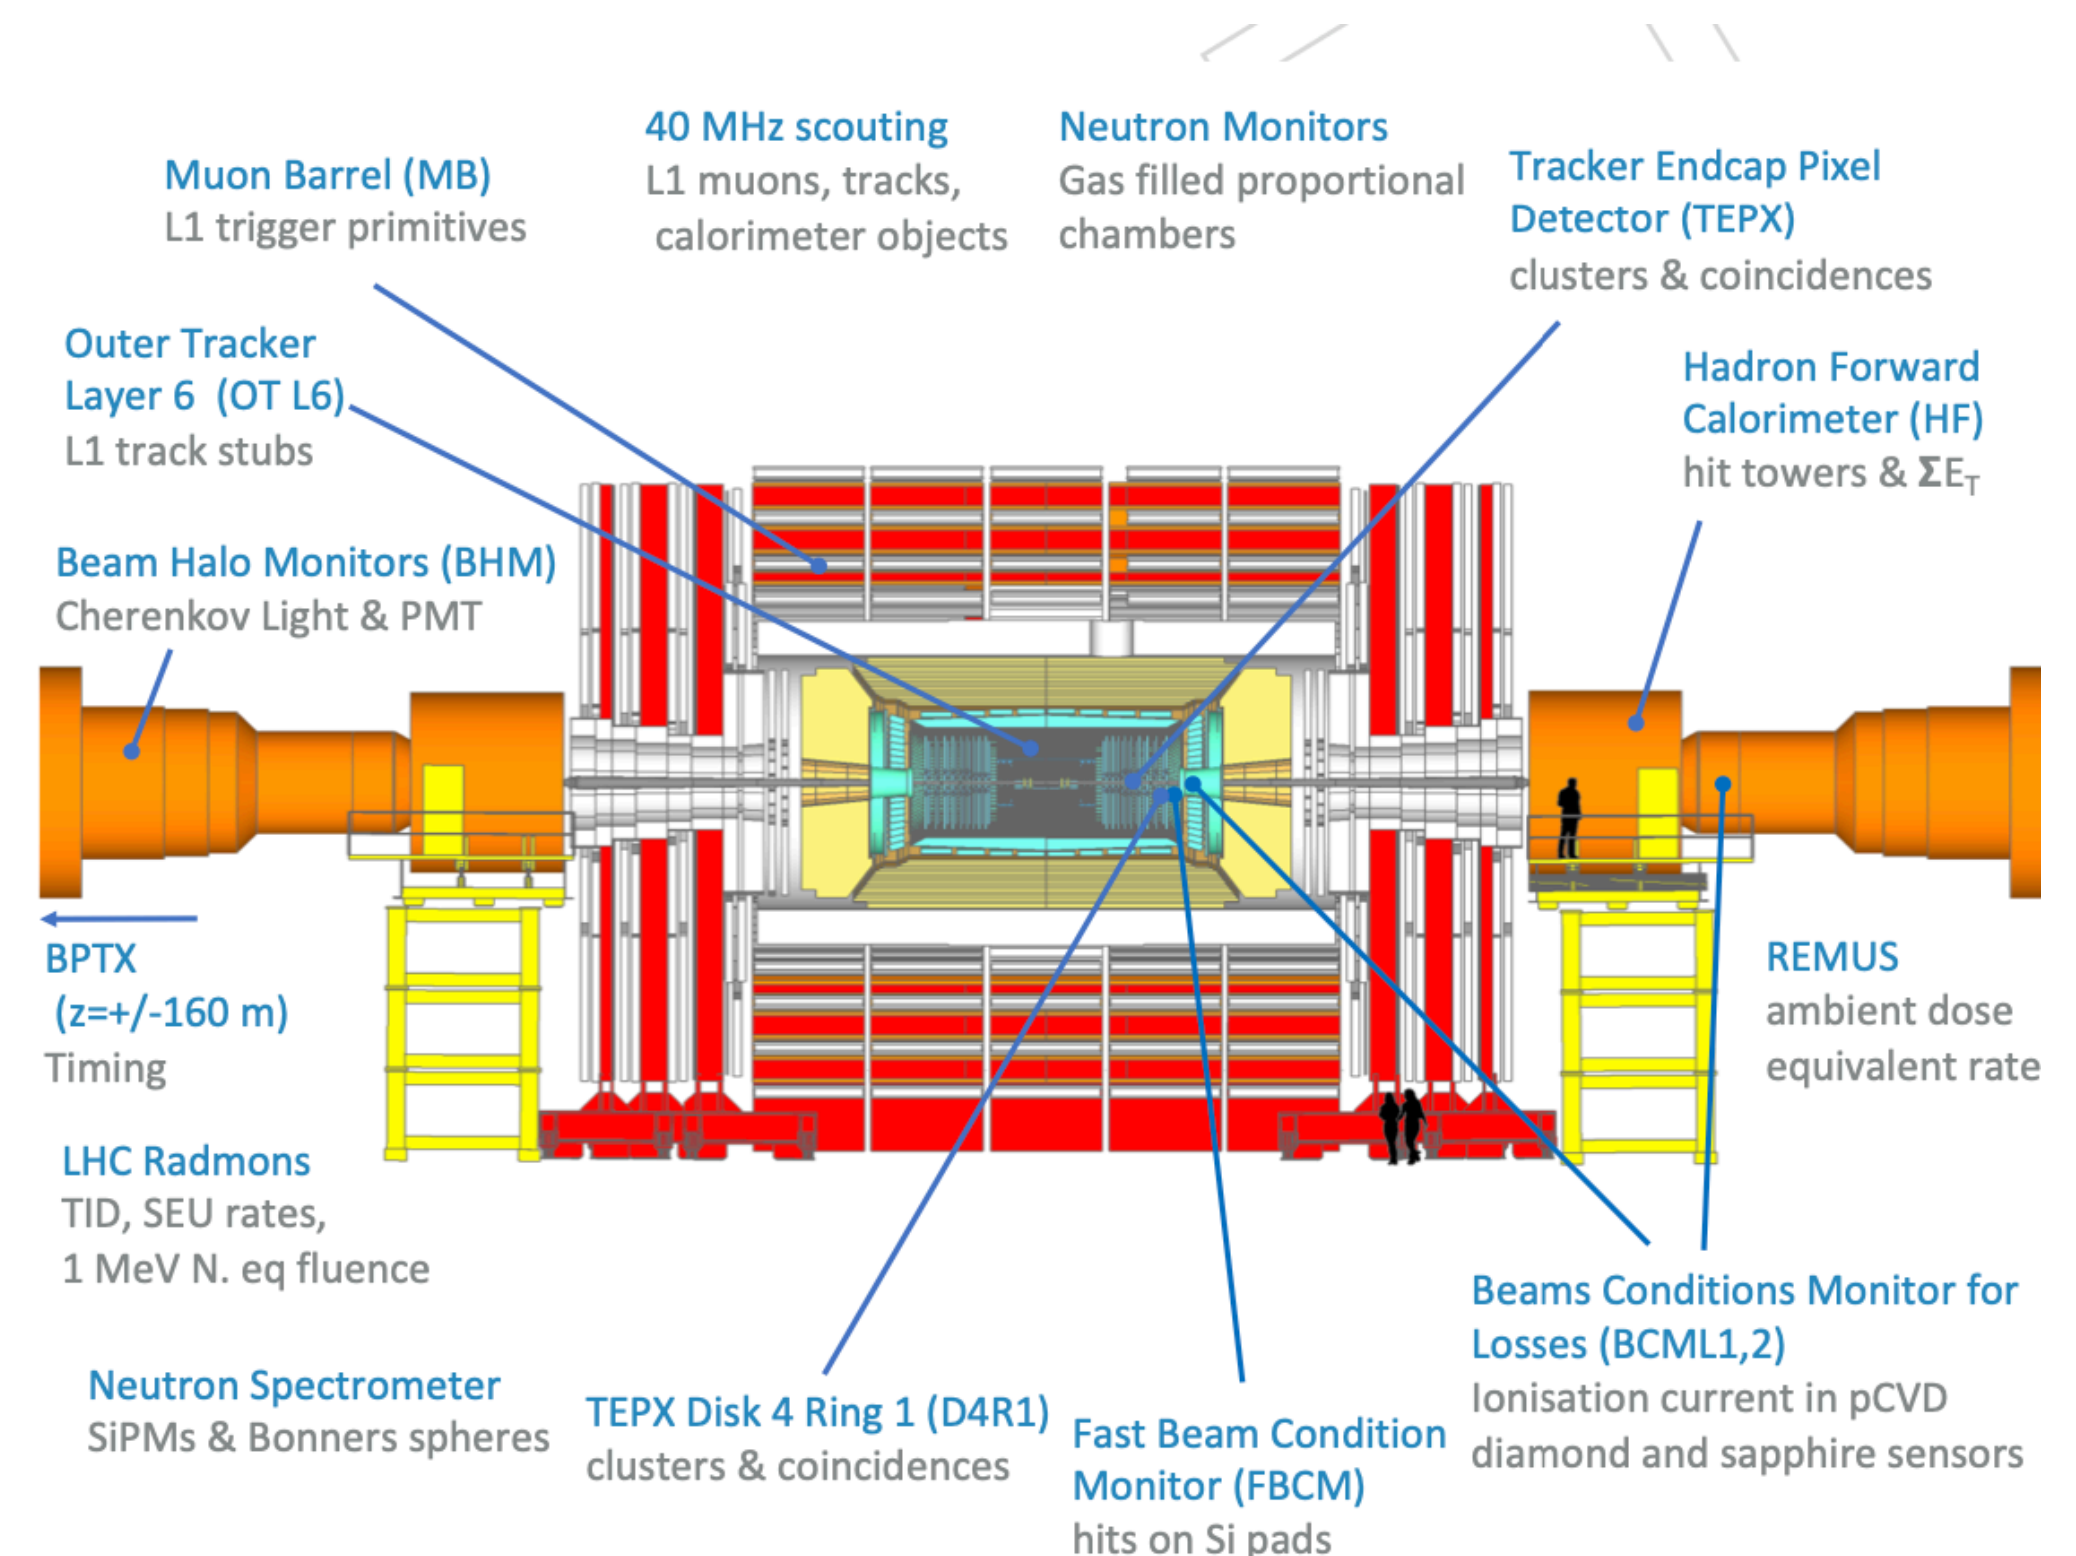 Muon Barrel (MB)
L1 trigger primitives
40 MHz scouting
L1 muons, tracks,
calorimeter objects
Neutron Monitors
Gas filled proportional
chambers
Tracker Endcap Pixel
Detector (TEPX)
clusters & coincidences
Outer Tracker
Layer 6 (OT L6)
L1 track stubs
Hadron Forward
Calorimeter (HF)
hit towers & ΣE_T
Beam Halo Monitors (BHM)
Cherenkov Light & PMT
BPTX
(z=+/-160 m)
Timing
REMUS
ambient dose
equivalent rate
LHC Radmons
TID, SEU rates,
1 MeV N. eq fluence
Neutron Spectrometer
SiPMs & Bonners spheres
TEPX Disk 4 Ring 1 (D4R1)
clusters & coincidences
Fast Beam Condition
Monitor (FBCM)
hits on Si pads
Beams Conditions Monitor for
Losses (BCML1,2)
Ionisation current in pCVD
diamond and sapphire sensors